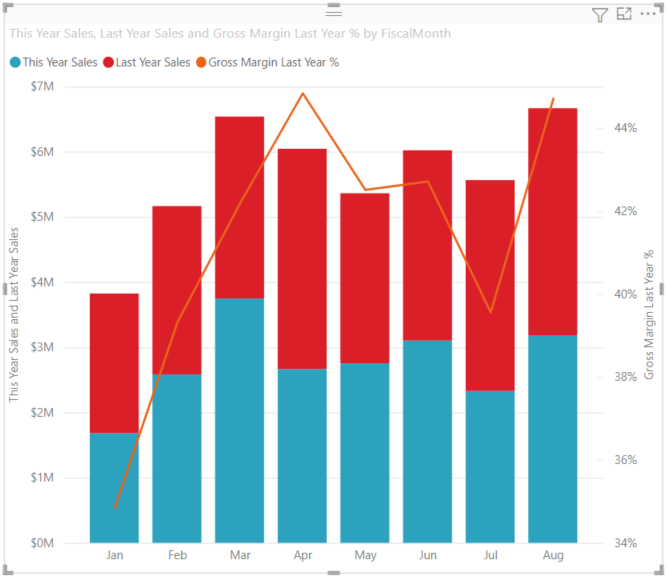 This Year Sales, Last Year Sales and Gross Margin Last Year % by FiscalMonth
This Year Sales Last Year Sales Gross Margin Last Year %
$7M
$6M
$5M
$4M
$3M
$2M
$1M
$0M
This Year Sales and Last Year Sales
44%
42%
40%
38%
36%
34%
Gross Margin Last Year %
Jan Feb Mar Apr May Jun Jul Aug